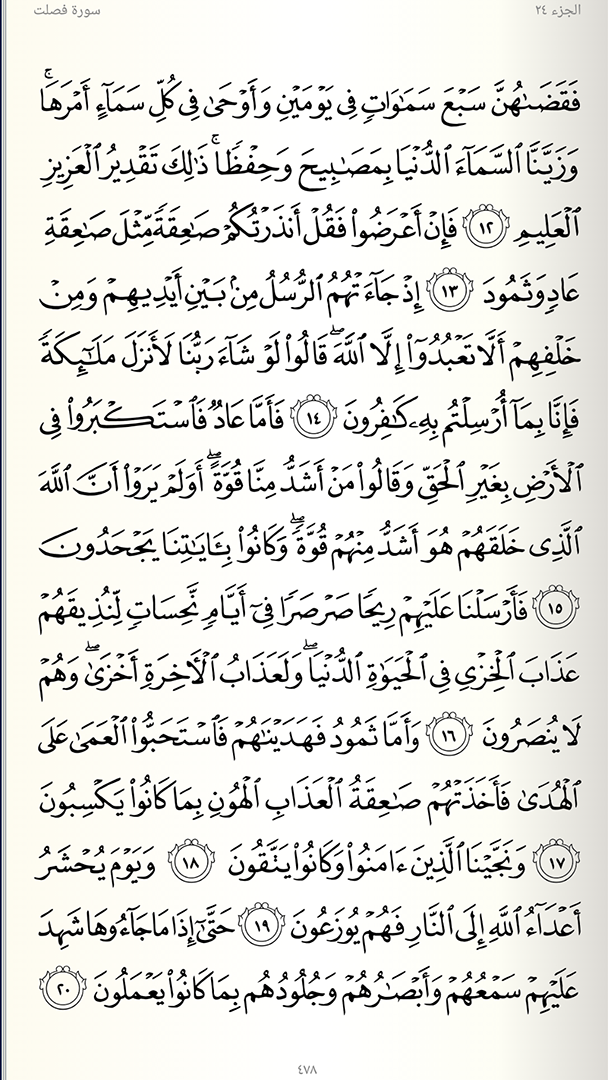 الجزء ٢٤
سورة فصلت
فَقَضَىٰهُنَّ سَبْعَ سَمَٰوَاتٍ فِى يَوْمَيْنِ وَأَوْحَىٰ فِى كُلِّ سَمَآءٍ أَمْرَهَا ۚ
وَزَيَّنَّا ٱلسَّمَآءَ ٱلدُّنْيَا بِمَصَٰبِيحَ وَحِفْظًا ۚ ذَٰلِكَ تَقْدِيرُ ٱلْعَزِيزِ
ٱلْعَلِيمِ ١٢ فَإِنْ أَعْرَضُوا۟ فَقُلْ أَنذَرْتُكُمْ صَٰعِقَةً مِّثْلَ صَٰعِقَةِ
عَادٍ وَثَمُودَ ١٣ إِذْ جَآءَتْهُمُ ٱلرُّسُلُ مِنۢ بَيْنِ أَيْدِيهِمْ وَمِنْ
خَلْفِهِمْ أَلَّا تَعْبُدُوٓا۟ إِلَّا ٱللَّهَ ۖ قَالُوا۟ لَوْ شَآءَ رَبُّنَا لَأَنزَلَ مَلَٰٓئِكَةً
فَإِنَّا بِمَآ أُرْسِلْتُم بِهِۦ كَٰفِرُونَ ١٤ فَأَمَّا عَادٌ فَٱسْتَكْبَرُوا۟ فِى
ٱلْأَرْضِ بِغَيْرِ ٱلْحَقِّ وَقَالُوا۟ مَنْ أَشَدُّ مِنَّا قُوَّةً ۖ أَوَلَمْ يَرَوْا۟ أَنَّ ٱللَّهَ
ٱلَّذِى خَلَقَهُمْ هُوَ أَشَدُّ مِنْهُمْ قُوَّةً ۖ وَكَانُوا۟ بِـَٔايَٰتِنَا يَجْحَدُونَ
١٥ فَأَرْسَلْنَا عَلَيْهِمْ رِيحًا صَرْصَرًا فِىٓ أَيَّامٍ نَّحِسَاتٍ لِّنُذِيقَهُمْ
عَذَابَ ٱلْخِزْىِ فِى ٱلْحَيَوٰةِ ٱلدُّنْيَا ۖ وَلَعَذَابُ ٱلْـَٔاخِرَةِ أَخْزَىٰ ۖ وَهُمْ
لَا يُنصَرُونَ ١٦ وَأَمَّا ثَمُودُ فَهَدَيْنَٰهُمْ فَٱسْتَحَبُّوا۟ ٱلْعَمَىٰ عَلَى
ٱلْهُدَىٰ فَأَخَذَتْهُمْ صَٰعِقَةُ ٱلْعَذَابِ ٱلْهُونِ بِمَا كَانُوا۟ يَكْسِبُونَ
١٧ وَنَجَّيْنَا ٱلَّذِينَ ءَامَنُوا۟ وَكَانُوا۟ يَتَّقُونَ ١٨ وَيَوْمَ يُحْشَرُ
أَعْدَآءُ ٱللَّهِ إِلَى ٱلنَّارِ فَهُمْ يُوزَعُونَ ١٩ حَتَّىٰٓ إِذَا مَا جَآءُوهَا شَهِدَ
عَلَيْهِمْ سَمْعُهُمْ وَأَبْصَٰرُهُمْ وَجُلُودُهُم بِمَا كَانُوا۟ يَعْمَلُونَ ٢٠
٤٧٨